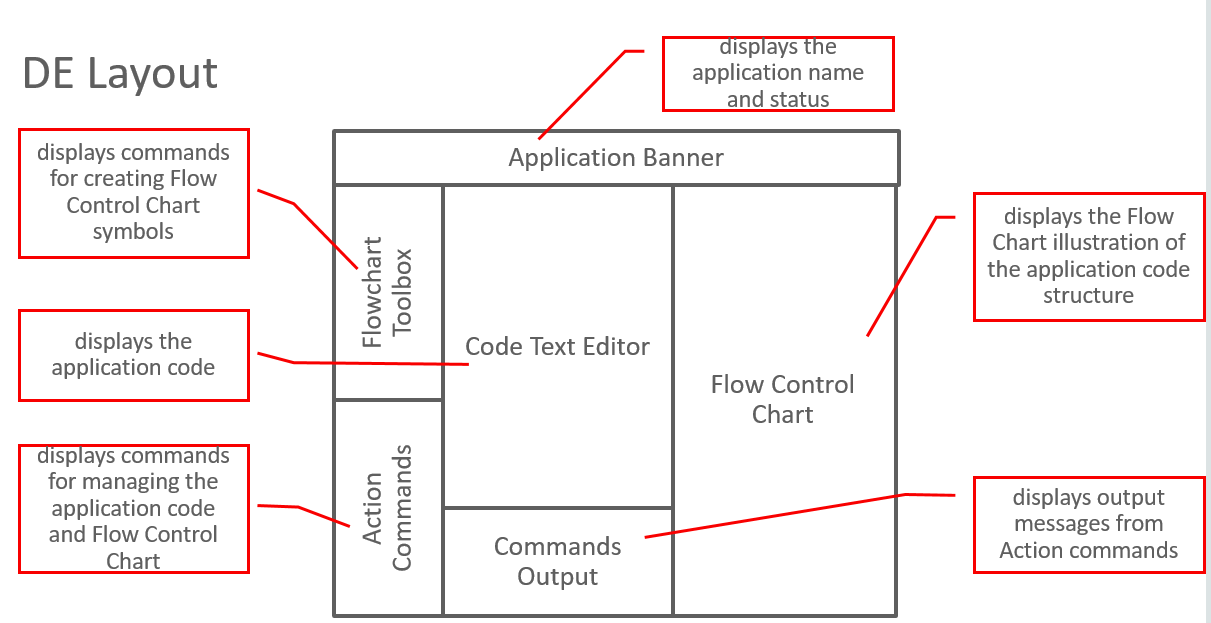 DE Layout
displays the
application name
and status
displays commands
for creating Flow
Control Chart
symbols
Application Banner
displays the Flow
Chart illustration of
the application code
structure
Flowchart
Toolbox
displays the
application code
Code Text Editor
Flow Control
Chart
displays commands
for managing the
application code
and Flow Control
Chart
Action
Commands
Commands
Output
displays output
messages from
Action commands